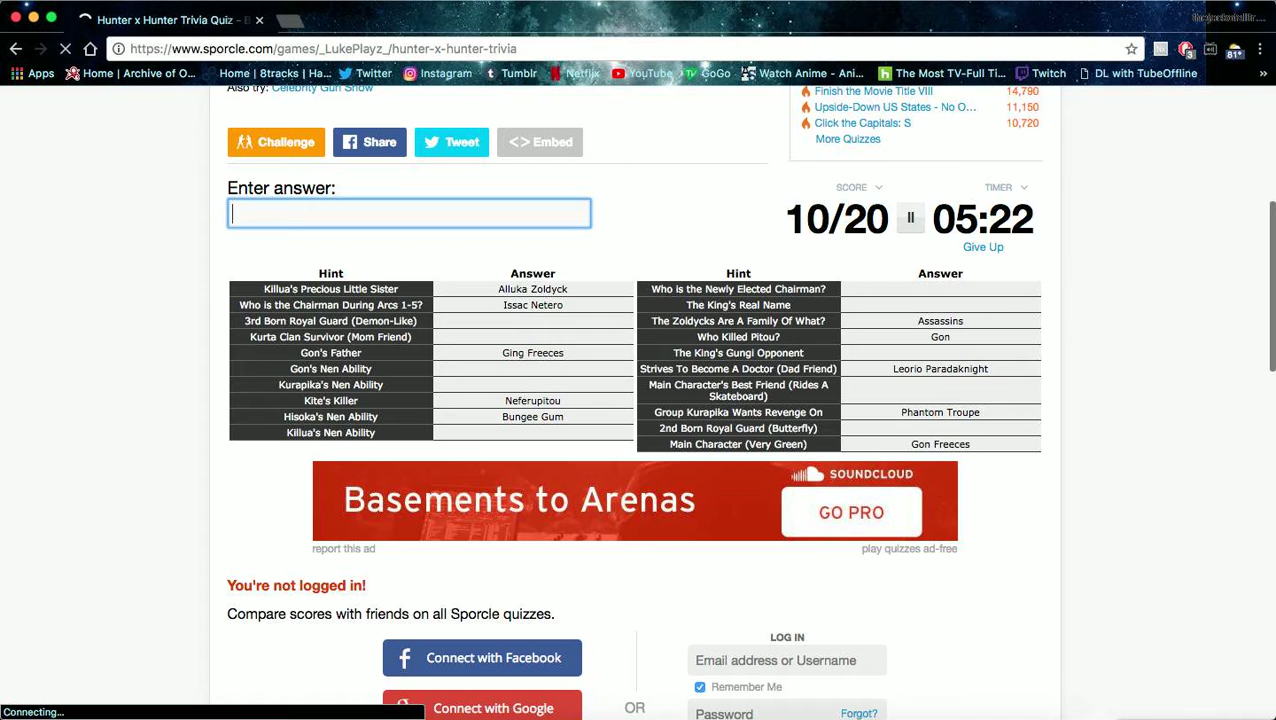 Hunter x Hunter Trivia Quiz - B
https://www.sporcle.com/games/_LukePlayz_/hunter-x-hunter-trivia
Apps Home | Archive of O... Home | 8tracks | Ha... Twitter Instagram Tumblr Netflix YouTube GoGo Watch Anime - Ani... The Most TV-Full Ti... Twitch DL with TubeOffline »
81°
Also try: Celebrity Gun Show
Finish the Movie Title VIII 14,790
Upside-Down US States - No O... 11,150
Click the Capitals: S 10,720
More Quizzes
Challenge Share Tweet <> Embed
Enter answer:
SCORE TIMER
10/20 05:22
Give Up
Hint Answer
Killua's Precious Little Sister Alluka Zoldyck
Who is the Chairman During Arcs 1-5? Issac Netero
3rd Born Royal Guard (Demon-Like)
Kurta Clan Survivor (Mom Friend)
Gon's Father Ging Freeces
Gon's Nen Ability
Kurapika's Nen Ability
Kite's Killer Neferupitou
Hisoka's Nen Ability Bungee Gum
Killua's Nen Ability
Hint Answer
Who is the Newly Elected Chairman?
The King's Real Name
The Zoldycks Are A Family Of What? Assassins
Who Killed Pitou? Gon
The King's Gungi Opponent
Strives To Become A Doctor (Dad Friend) Leorio Paradaknight
Main Character's Best Friend (Rides A
Skateboard)
Group Kurapika Wants Revenge On Phantom Troupe
2nd Born Royal Guard (Butterfly)
Main Character (Very Green) Gon Freeces
Basements to Arenas
SOUNDCLOUD
GO PRO
report this ad play quizzes ad-free
You're not logged in!
Compare scores with friends on all Sporcle quizzes.
Connect with Facebook
Connect with Google
OR
LOG IN
Email address or Username
Remember Me
Password Forgot?
Connecting...